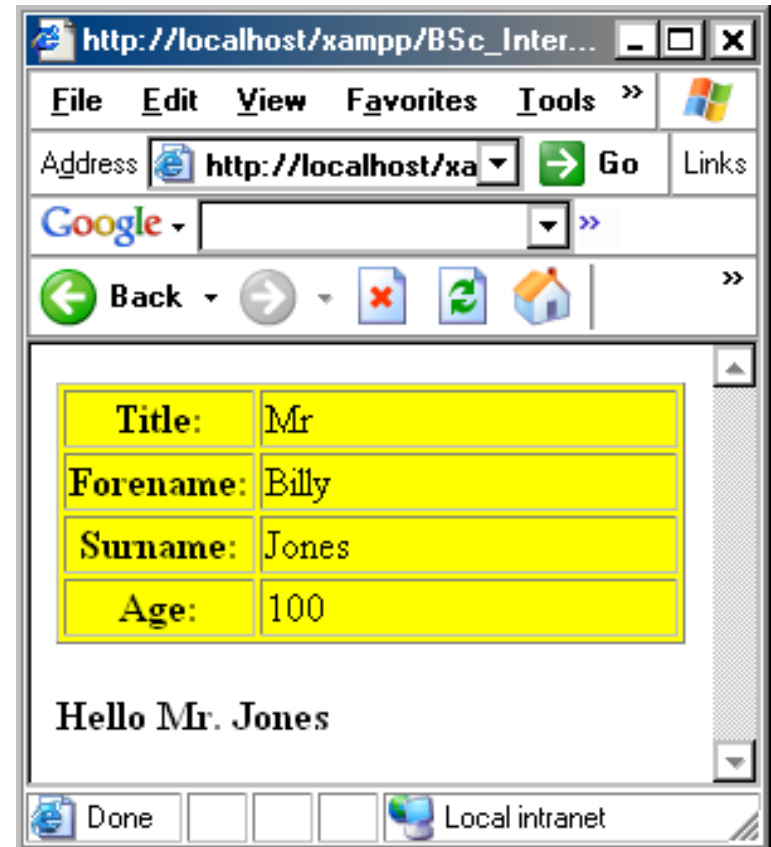 http://localhost/xampp/BSc_Inter...
File Edit View Favorites Tools »
Address http://localhost/xa Go Links
Google »
Back »
Title: Mr
Forename: Billy
Surname: Jones
Age: 100
Hello Mr. Jones
Done Local intranet